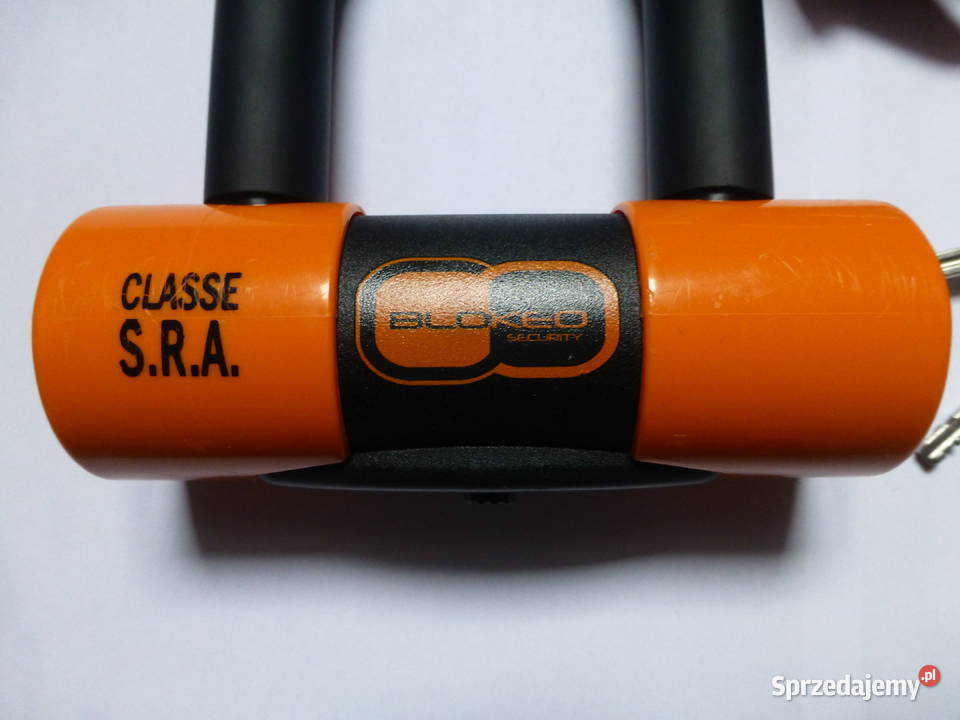 CLASSE
S.R.A.
BLOKEO
SECURITY
Sprzedajemy.pl